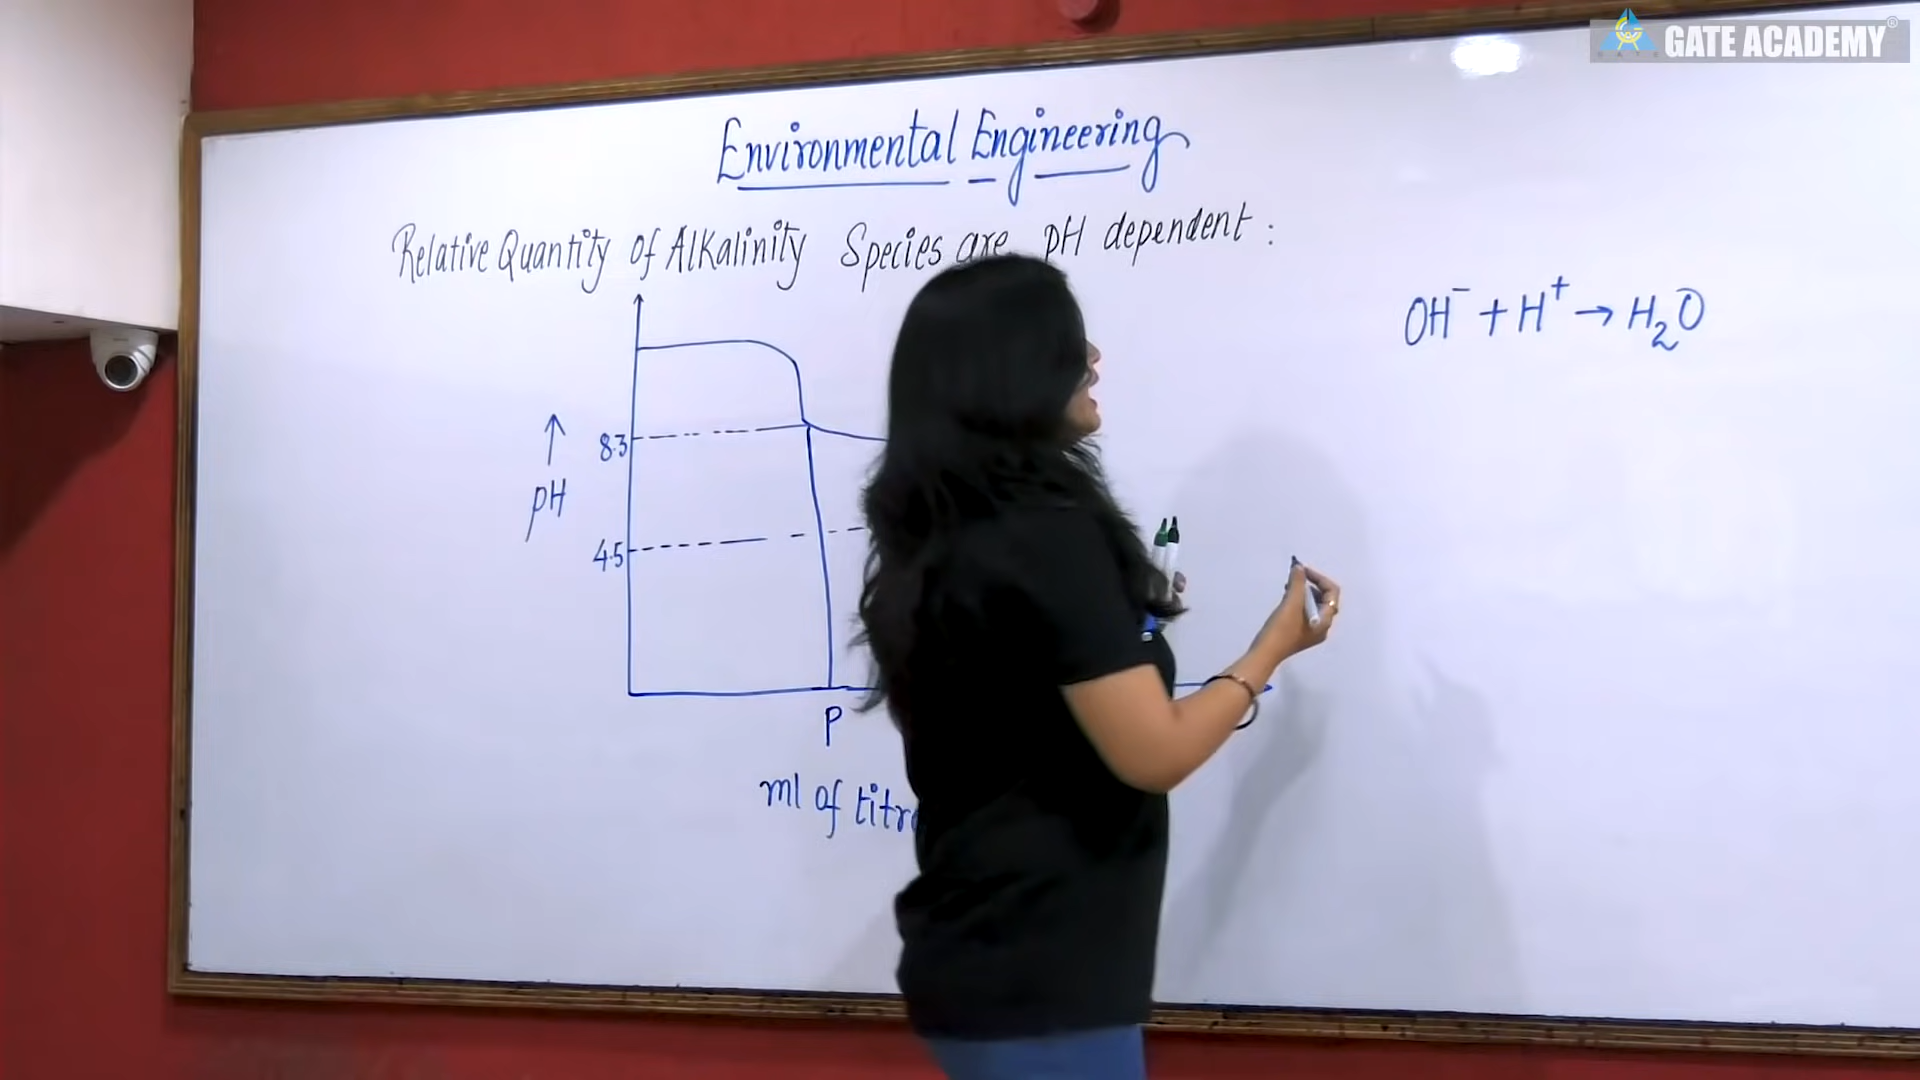 GATE ACADEMY
Environmental Engineering
Relative Quantity of Alkalinity Species are pH dependent :
OH⁻ + H⁺ → H₂O
8.3
pH
4.5
P
ml of titr